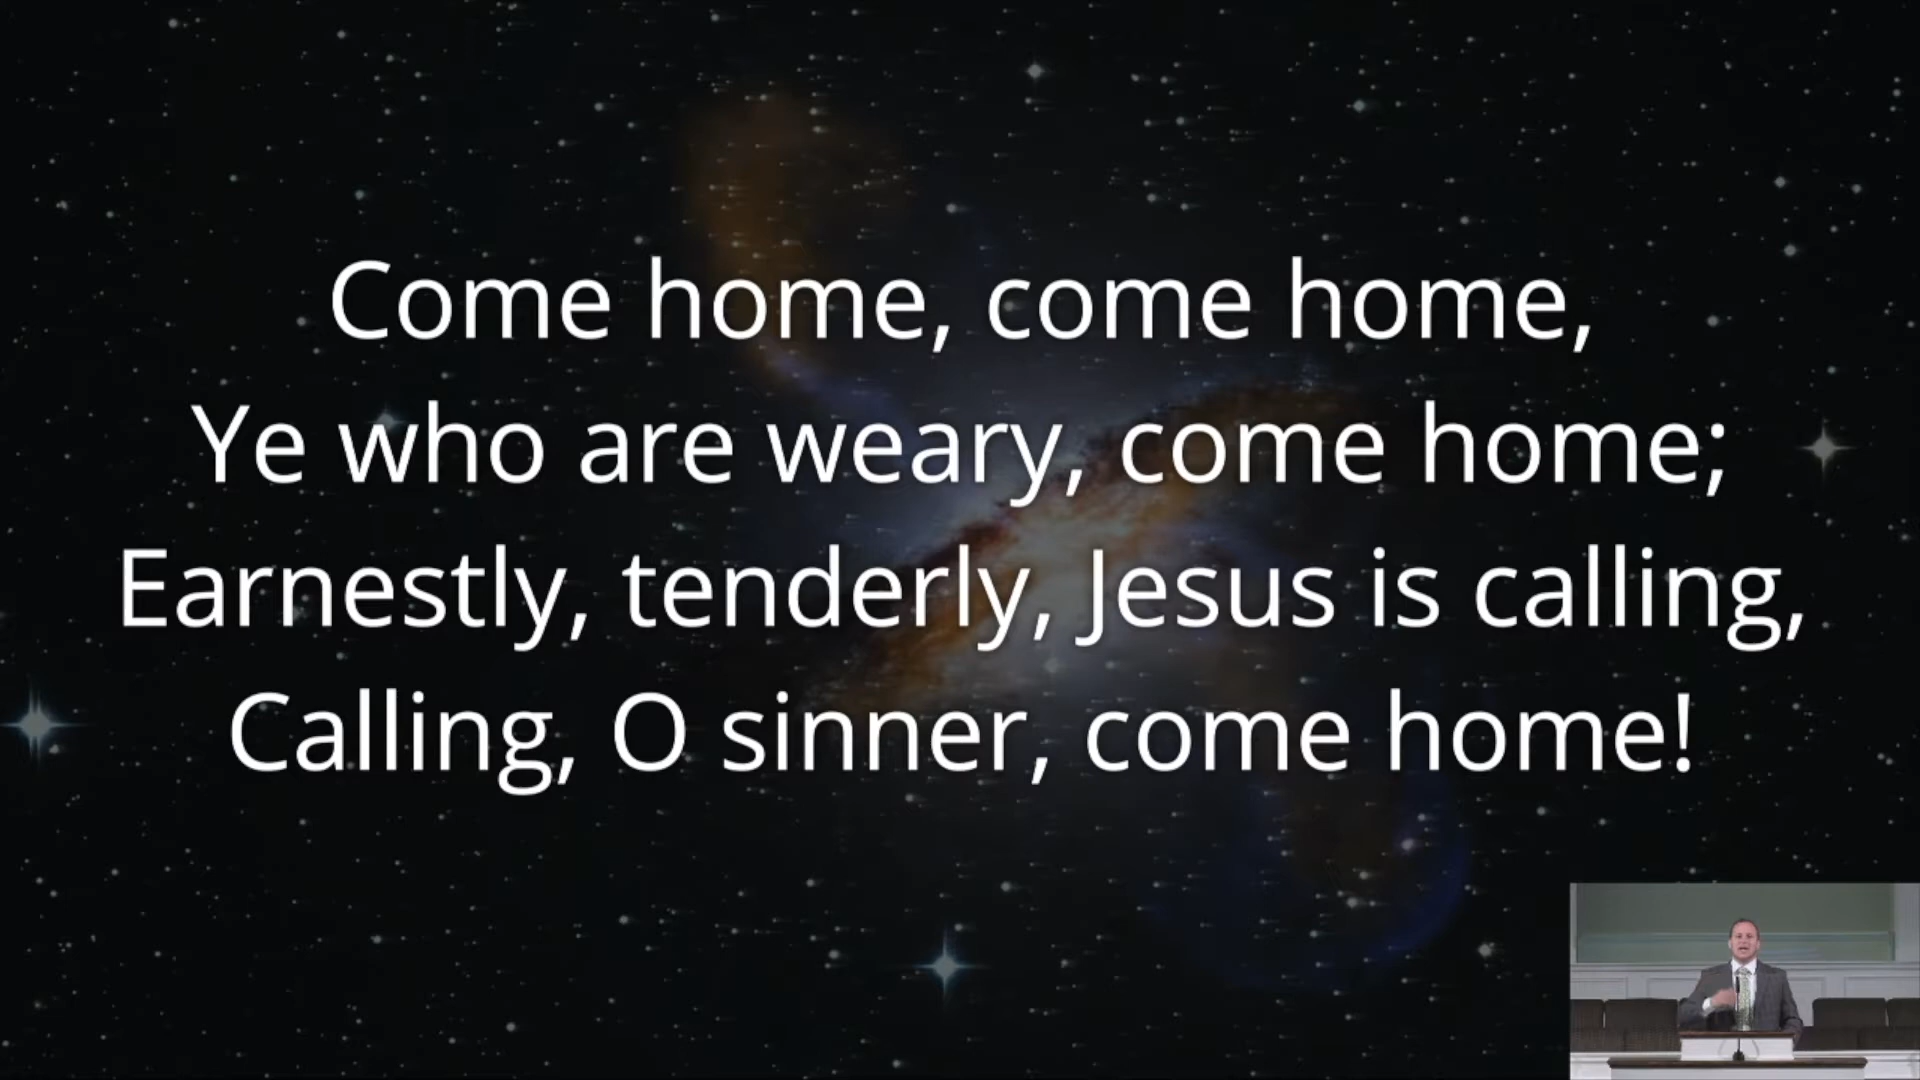 Come home, come home,
Ye who are weary, come home;
Earnestly, tenderly, Jesus is calling,
Calling, O sinner, come home!